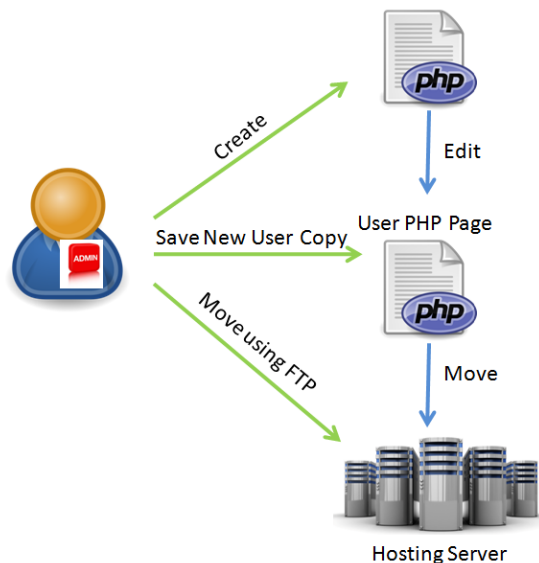 php
Create
Edit
User PHP Page
Save New User Copy
ADMIN
php
Move using FTP
Move
Hosting Server